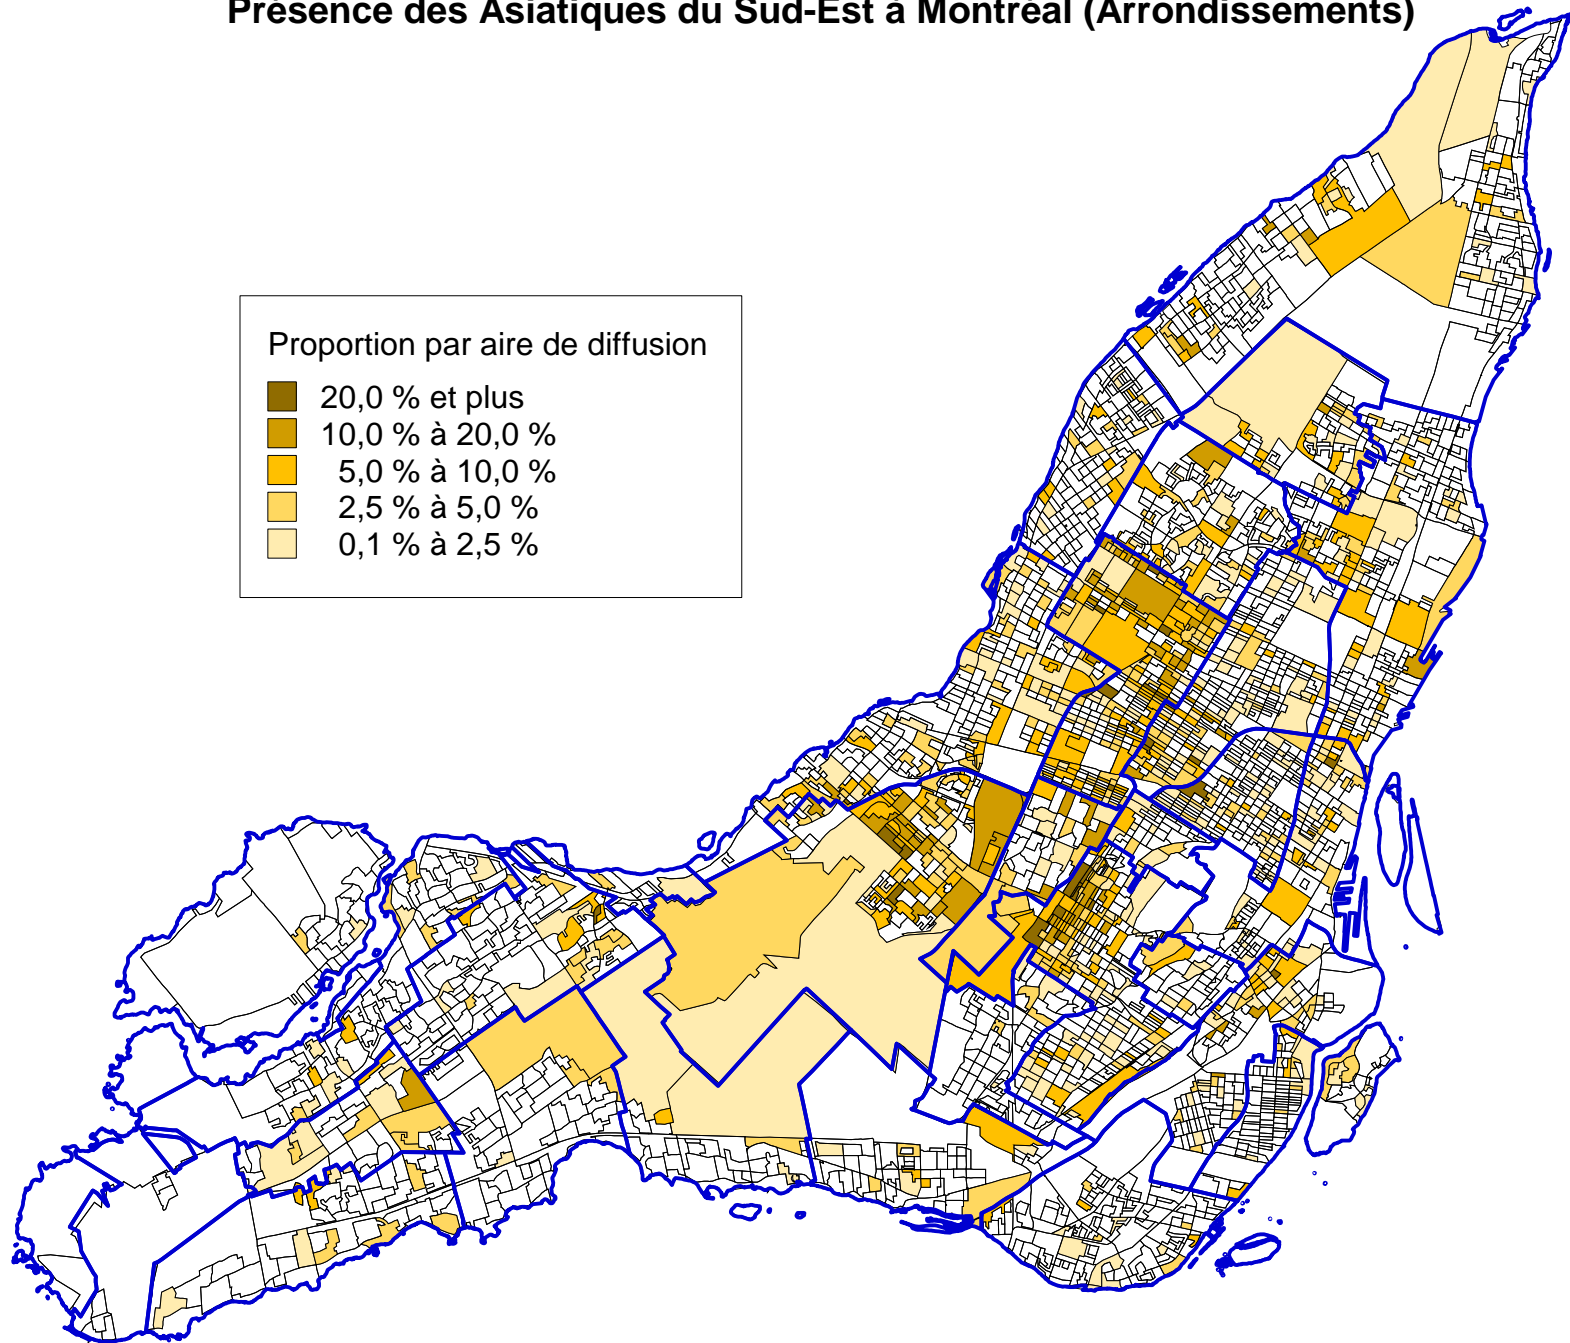 Présence des Asiatiques du Sud-Est à Montréal (Arrondissements)
Proportion par aire de diffusion
20,0 % et plus
10,0 % à 20,0 %
5,0 % à 10,0 %
2,5 % à 5,0 %
0,1 % à 2,5 %